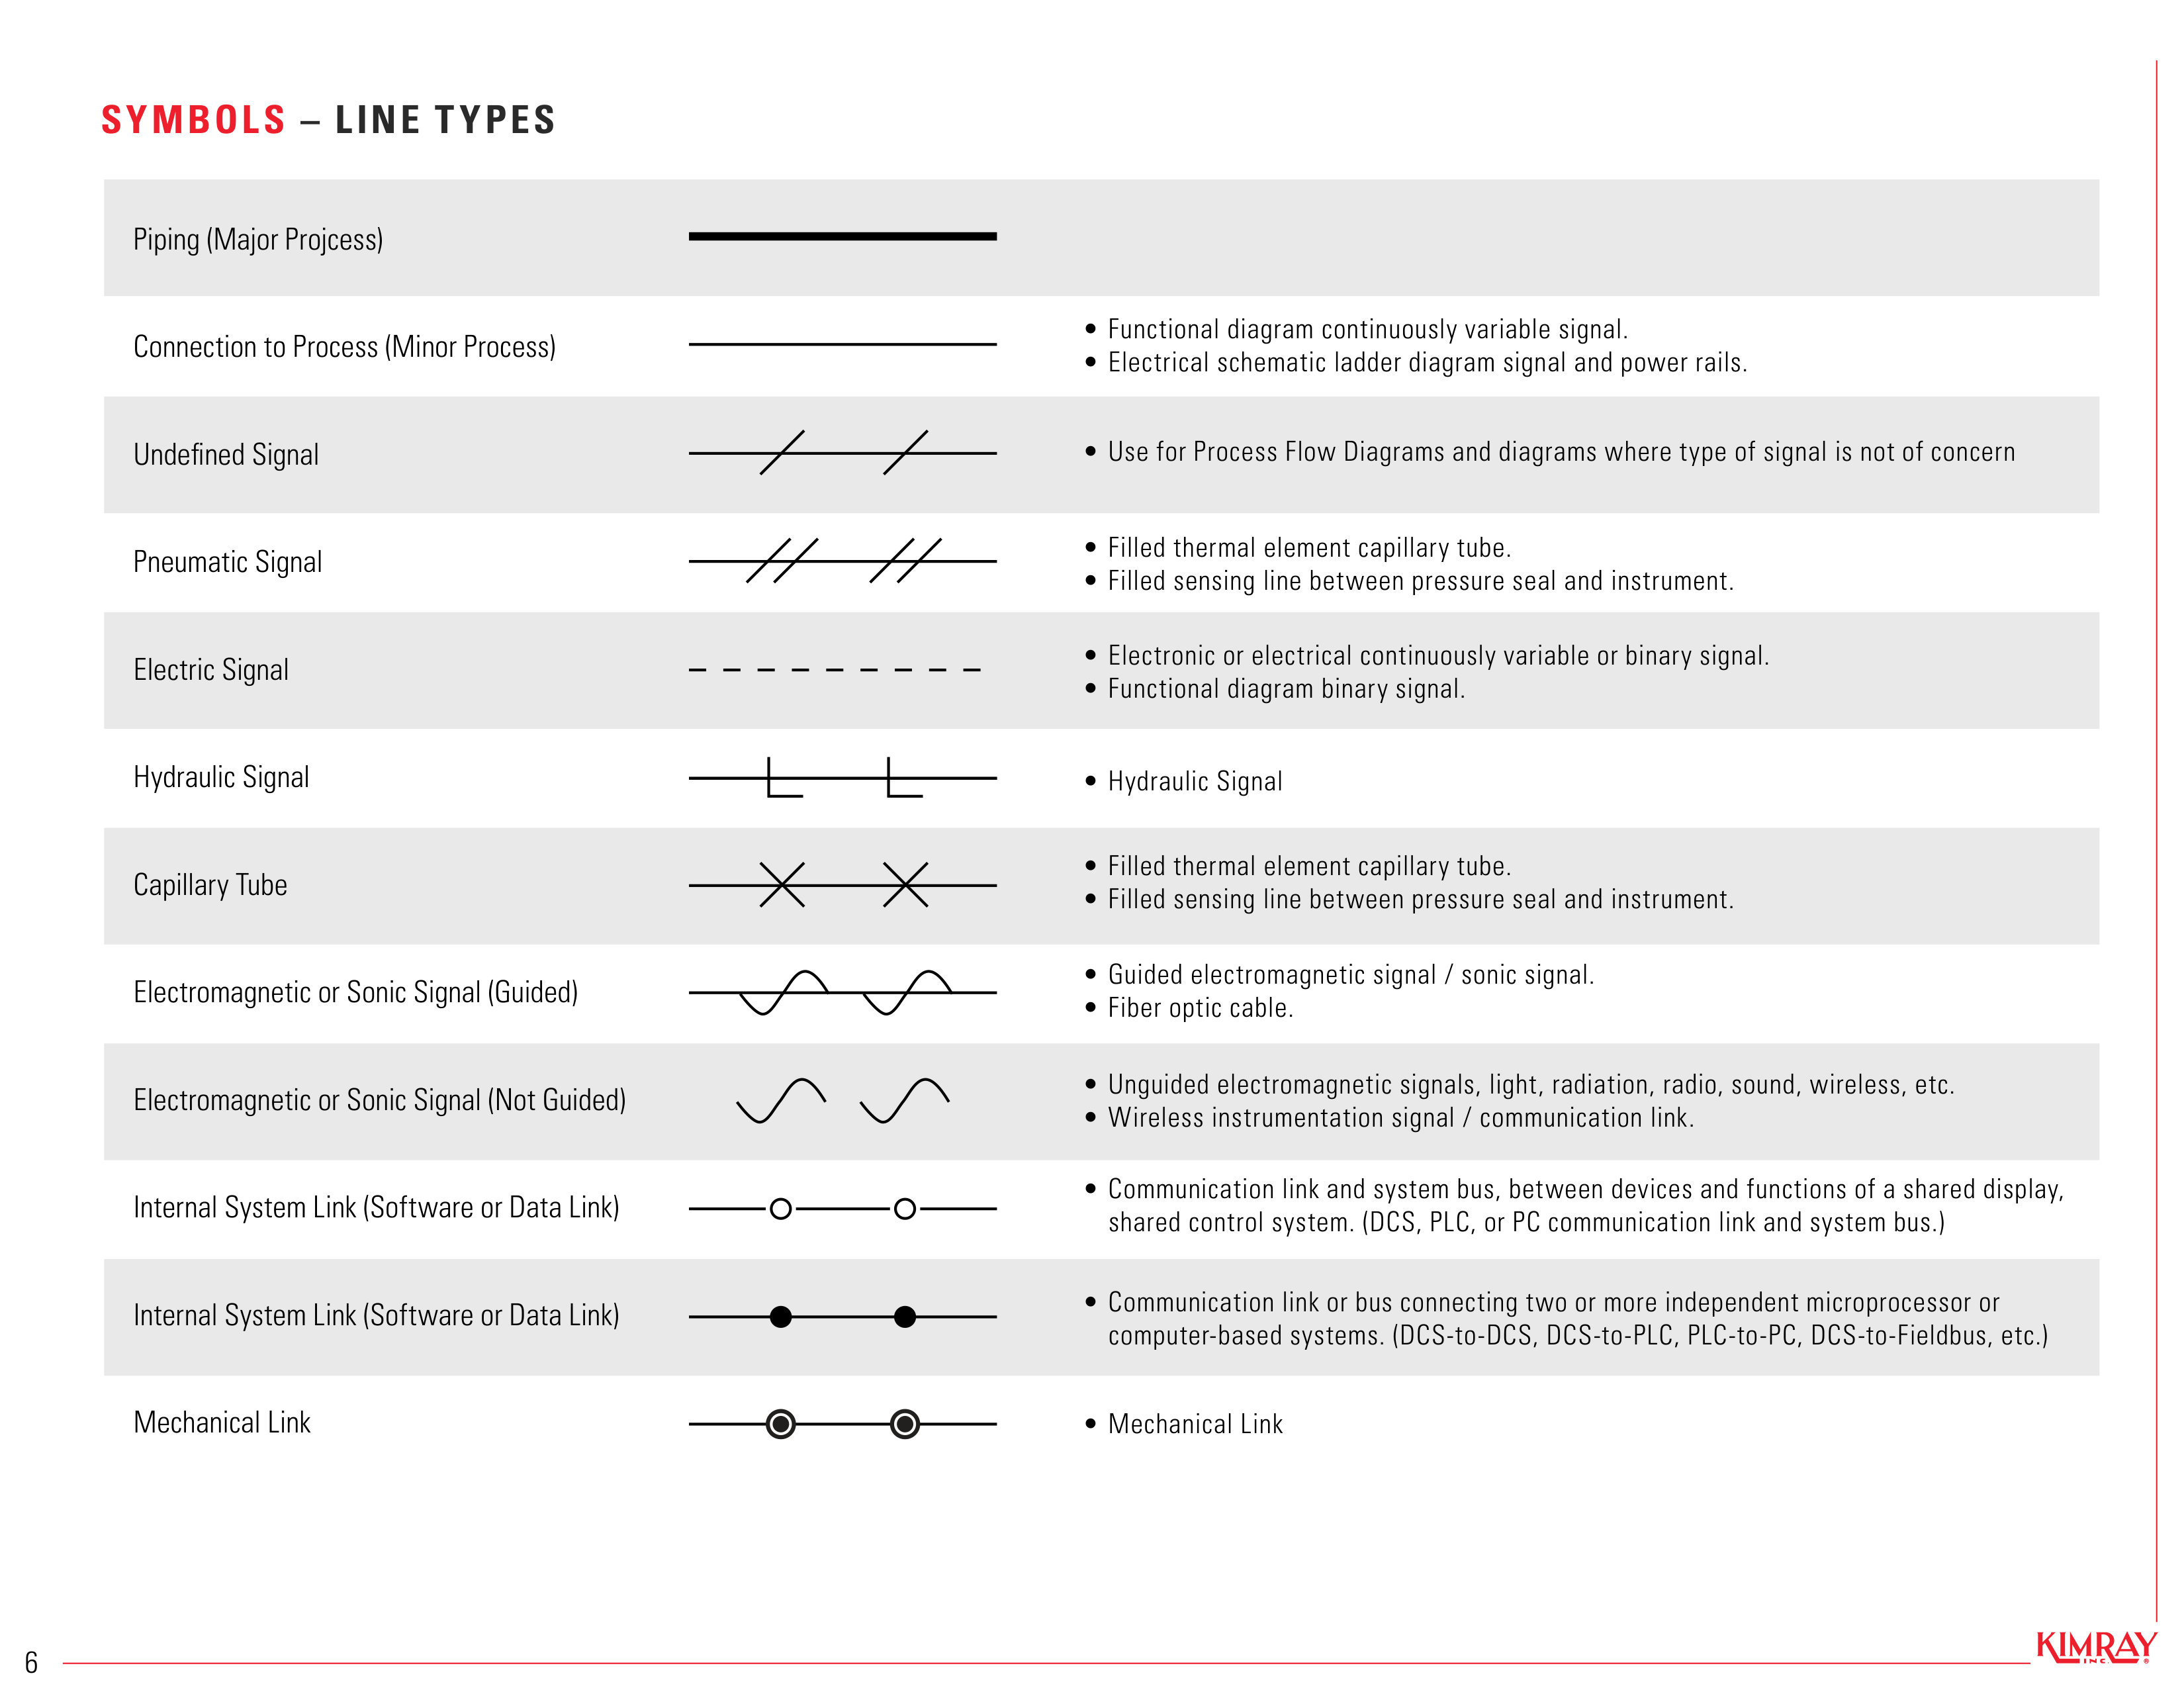 SYMBOLS – LINE TYPES
Piping (Major Projcess)
Connection to Process (Minor Process)
• Functional diagram continuously variable signal.
• Electrical schematic ladder diagram signal and power rails.
Undefined Signal
• Use for Process Flow Diagrams and diagrams where type of signal is not of concern
Pneumatic Signal
• Filled thermal element capillary tube.
• Filled sensing line between pressure seal and instrument.
Electric Signal
• Electronic or electrical continuously variable or binary signal.
• Functional diagram binary signal.
Hydraulic Signal
• Hydraulic Signal
Capillary Tube
• Filled thermal element capillary tube.
• Filled sensing line between pressure seal and instrument.
Electromagnetic or Sonic Signal (Guided)
• Guided electromagnetic signal / sonic signal.
• Fiber optic cable.
Electromagnetic or Sonic Signal (Not Guided)
• Unguided electromagnetic signals, light, radiation, radio, sound, wireless, etc.
• Wireless instrumentation signal / communication link.
Internal System Link (Software or Data Link)
• Communication link and system bus, between devices and functions of a shared display,
shared control system. (DCS, PLC, or PC communication link and system bus.)
Internal System Link (Software or Data Link)
• Communication link or bus connecting two or more independent microprocessor or
computer-based systems. (DCS-to-DCS, DCS-to-PLC, PLC-to-PC, DCS-to-Fieldbus, etc.)
Mechanical Link
• Mechanical Link
6
KIMRAY
INC.®